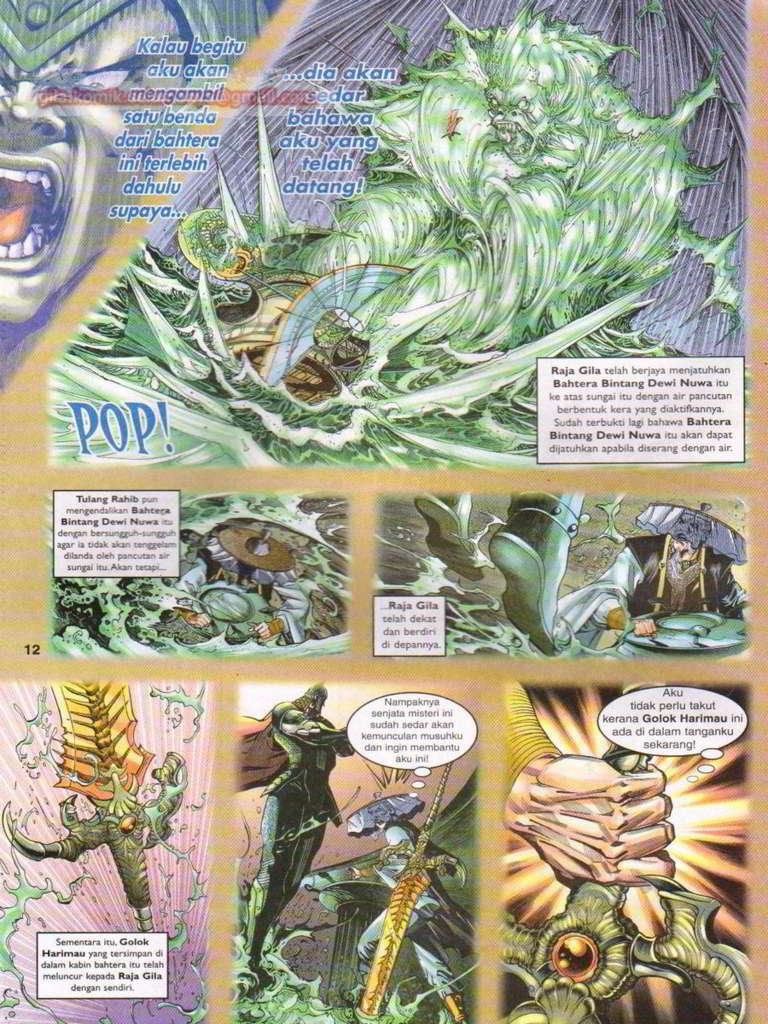 Kalau begitu
aku akan
mengambil
satu benda
dari bahtera
ini terlebih
dahulu
supaya...
...dia akan
sedar
bahawa
aku yang
telah
datang!
POP!
Raja Gila telah berjaya menjatuhkan
Bahtera Bintang Dewi Nuwa itu
ke atas sungai itu dengan air pancutan
berbentuk kera yang diaktifkannya.
Sudah terbukti lagi bahawa Bahtera
Bintang Dewi Nuwa itu akan dapat
dijatuhkan apabila diserang dengan air.
Tulang Rahib pun
mengendalikan Bahtera
Bintang Dewi Nuwa itu
dengan bersungguh-sungguh
agar ia tidak akan tenggelam
dilanda oleh pancutan air
sungai itu. Akan tetapi...
...Raja Gila
telah dekat
dan berdiri
di depannya.
12
Sementara itu, Golok
Harimau yang tersimpan di
dalam kabin bahtera itu telah
meluncur kepada Raja Gila
dengan sendiri.
Nampaknya
senjata misteri ini
sudah sedar akan
kemunculan musuhku
dan ingin membantu
aku ini!
Aku
tidak perlu takut
kerana Golok Harimau ini
ada di dalam tanganku
sekarang!